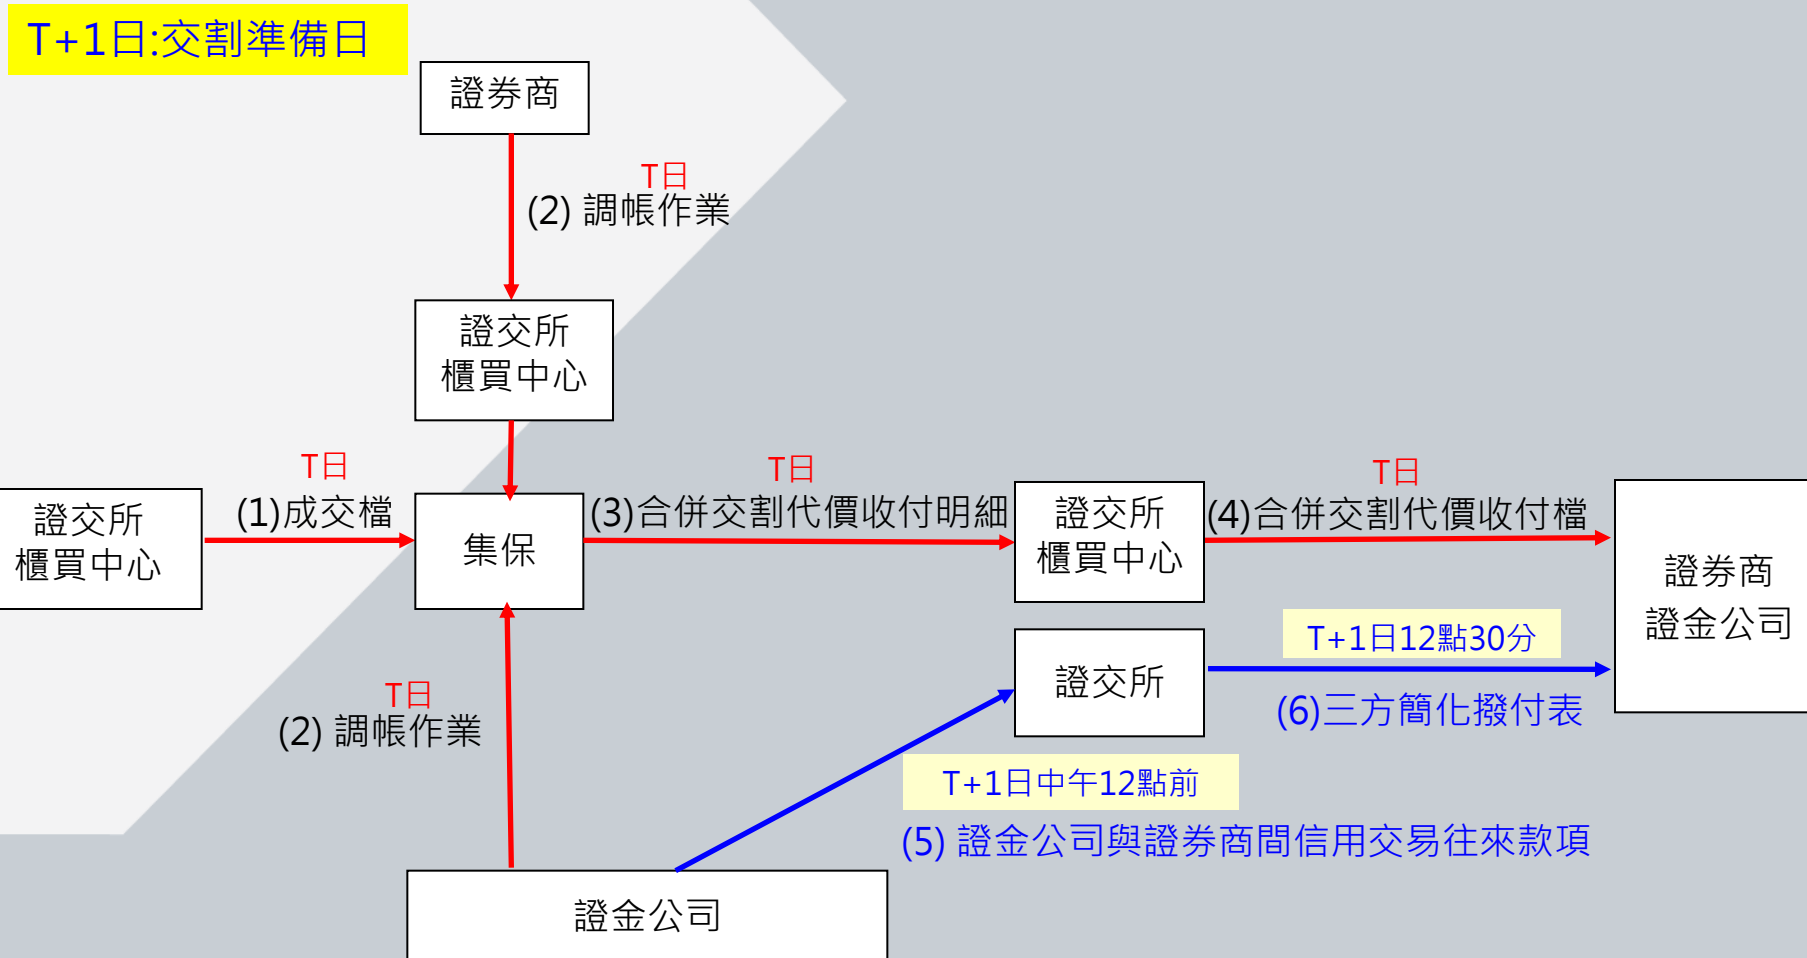 T+1日:交割準備日
證券商
T日
(2) 調帳作業
證交所
櫃買中心
T日
(1)成交檔
證交所
櫃買中心
集保
T日
(3)合併交割代價收付明細
證交所
櫃買中心
T日
(4)合併交割代價收付檔
證券商
證金公司
證交所
T+1日12點30分
(6)三方簡化撥付表
T日
(2) 調帳作業
T+1日中午12點前
(5) 證金公司與證券商間信用交易往來款項
證金公司